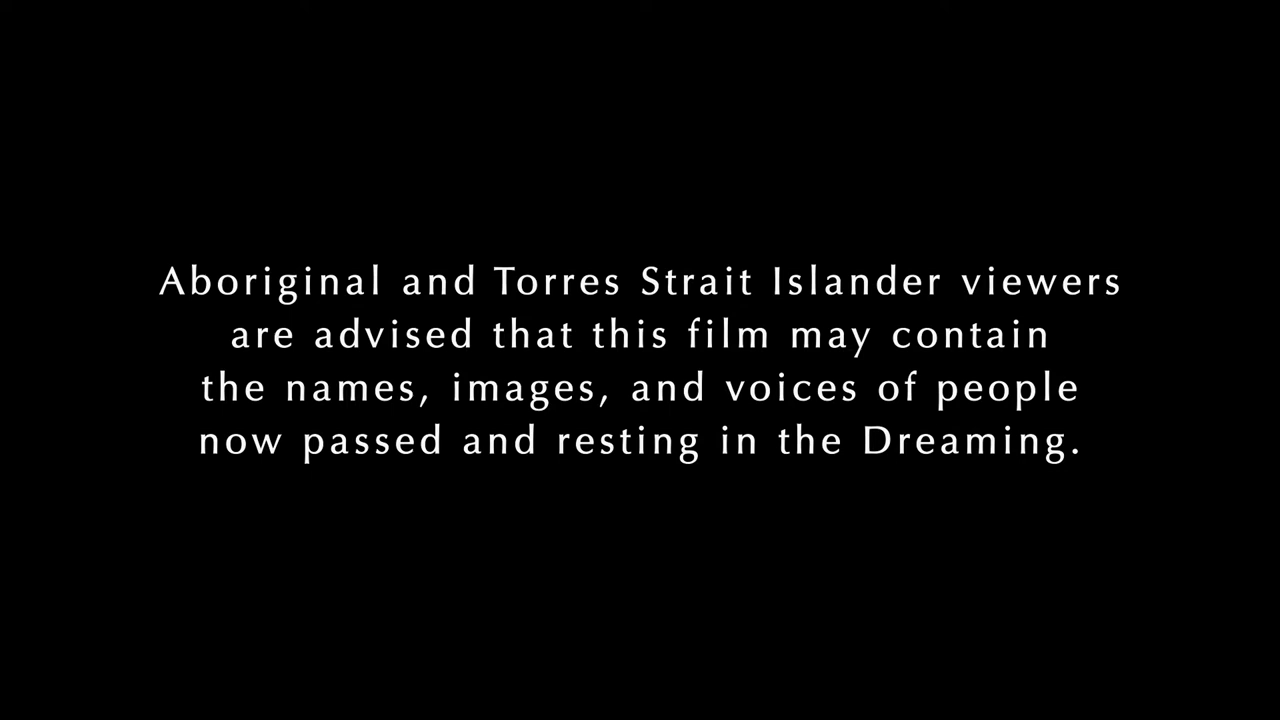 Aboriginal and Torres Strait Islander viewers
are advised that this film may contain
the names, images, and voices of people
now passed and resting in the Dreaming.